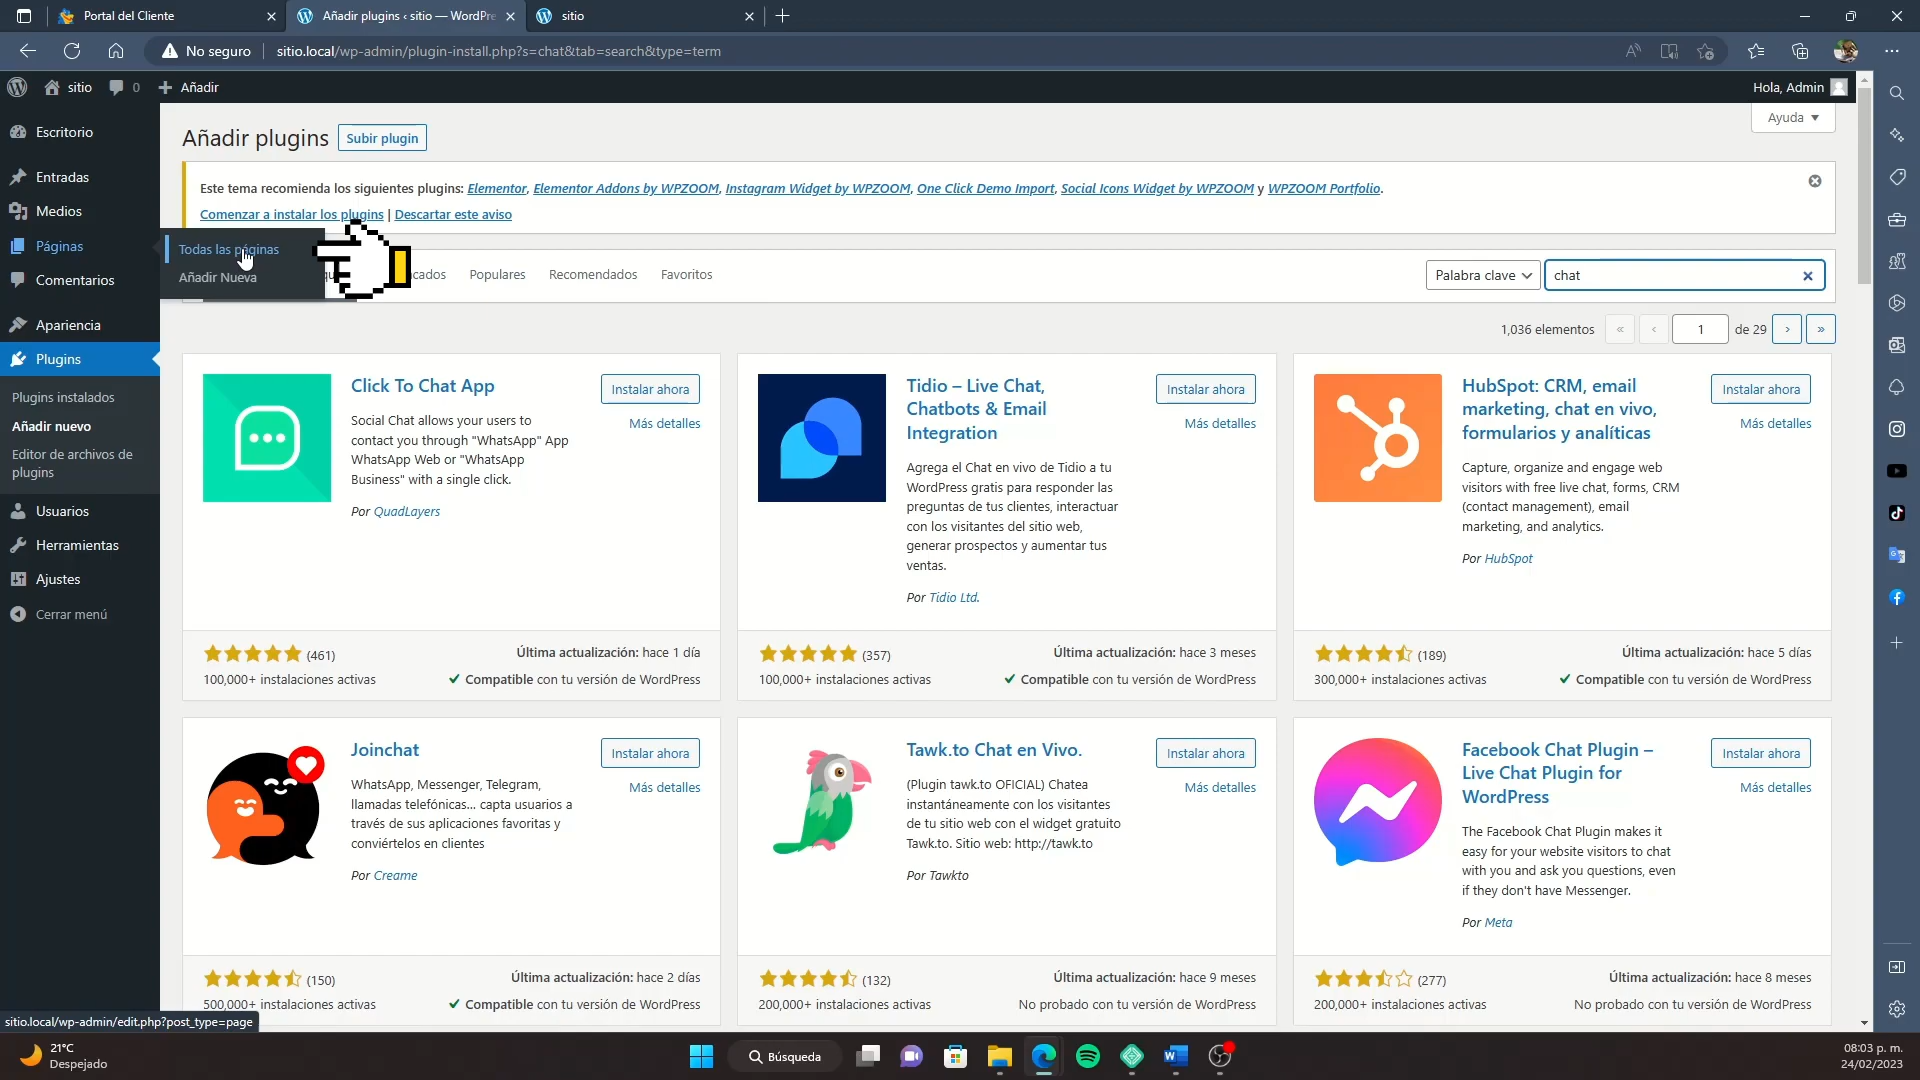 Portal del Cliente
Añadir plugins ‹ sitio — WordPre
sitio
No seguro
sitio.local/wp-admin/plugin-install.php?s=chat&tab=search&type=term
sitio
0
Añadir
Hola, Admin
Escritorio
Entradas
Medios
Páginas
Comentarios
Apariencia
Plugins
Plugins instalados
Añadir nuevo
Editor de archivos de
plugins
Usuarios
Herramientas
Ajustes
Cerrar menú
Todas las páginas
Añadir Nueva
Ayuda
Añadir plugins
Subir plugin
Este tema recomienda los siguientes plugins: Elementor, Elementor Addons by WPZOOM, Instagram Widget by WPZOOM, One Click Demo Import, Social Icons Widget by WPZOOM y WPZOOM Portfolio.
Comenzar a instalar los plugins | Descartar este aviso
cados
Populares
Recomendados
Favoritos
Palabra clave
chat
1,036 elementos
«
‹
1
de 29
›
»
Click To Chat App
Instalar ahora
Más detalles
Social Chat allows your users to
contact you through "WhatsApp" App
WhatsApp Web or "WhatsApp
Business" with a single click.
Por QuadLayers
(461)
Última actualización: hace 1 día
100,000+ instalaciones activas
Compatible con tu versión de WordPress
Tidio – Live Chat,
Chatbots & Email
Integration
Instalar ahora
Más detalles
Agrega el Chat en vivo de Tidio a tu
WordPress gratis para responder las
preguntas de tus clientes, interactuar
con los visitantes del sitio web,
generar prospectos y aumentar tus
ventas.
Por Tidio Ltd.
(357)
Última actualización: hace 3 meses
100,000+ instalaciones activas
Compatible con tu versión de WordPress
HubSpot: CRM, email
marketing, chat en vivo,
formularios y analíticas
Instalar ahora
Más detalles
Capture, organize and engage web
visitors with free live chat, forms, CRM
(contact management), email
marketing, and analytics.
Por HubSpot
(189)
Última actualización: hace 5 días
300,000+ instalaciones activas
Compatible con tu versión de WordPress
Joinchat
Instalar ahora
Más detalles
WhatsApp, Messenger, Telegram,
llamadas telefónicas... capta usuarios a
través de sus aplicaciones favoritas y
conviértelos en clientes
Por Creame
(150)
Última actualización: hace 2 días
500,000+ instalaciones activas
Compatible con tu versión de WordPress
Tawk.to Chat en Vivo.
Instalar ahora
Más detalles
(Plugin tawk.to OFICIAL) Chatea
instantáneamente con los visitantes
de tu sitio web con el widget gratuito
Tawk.to. Sitio web: http://tawk.to
Por Tawkto
(132)
Última actualización: hace 9 meses
200,000+ instalaciones activas
No probado con tu versión de WordPress
Facebook Chat Plugin –
Live Chat Plugin for
WordPress
Instalar ahora
Más detalles
The Facebook Chat Plugin makes it
easy for your website visitors to chat
with you and ask you questions, even
if they don't have Messenger.
Por Meta
(277)
Última actualización: hace 8 meses
200,000+ instalaciones activas
No probado con tu versión de WordPress
sitio.local/wp-admin/edit.php?post_type=page
21°C
Despejado
Búsqueda
08:03 p. m.
24/02/2023